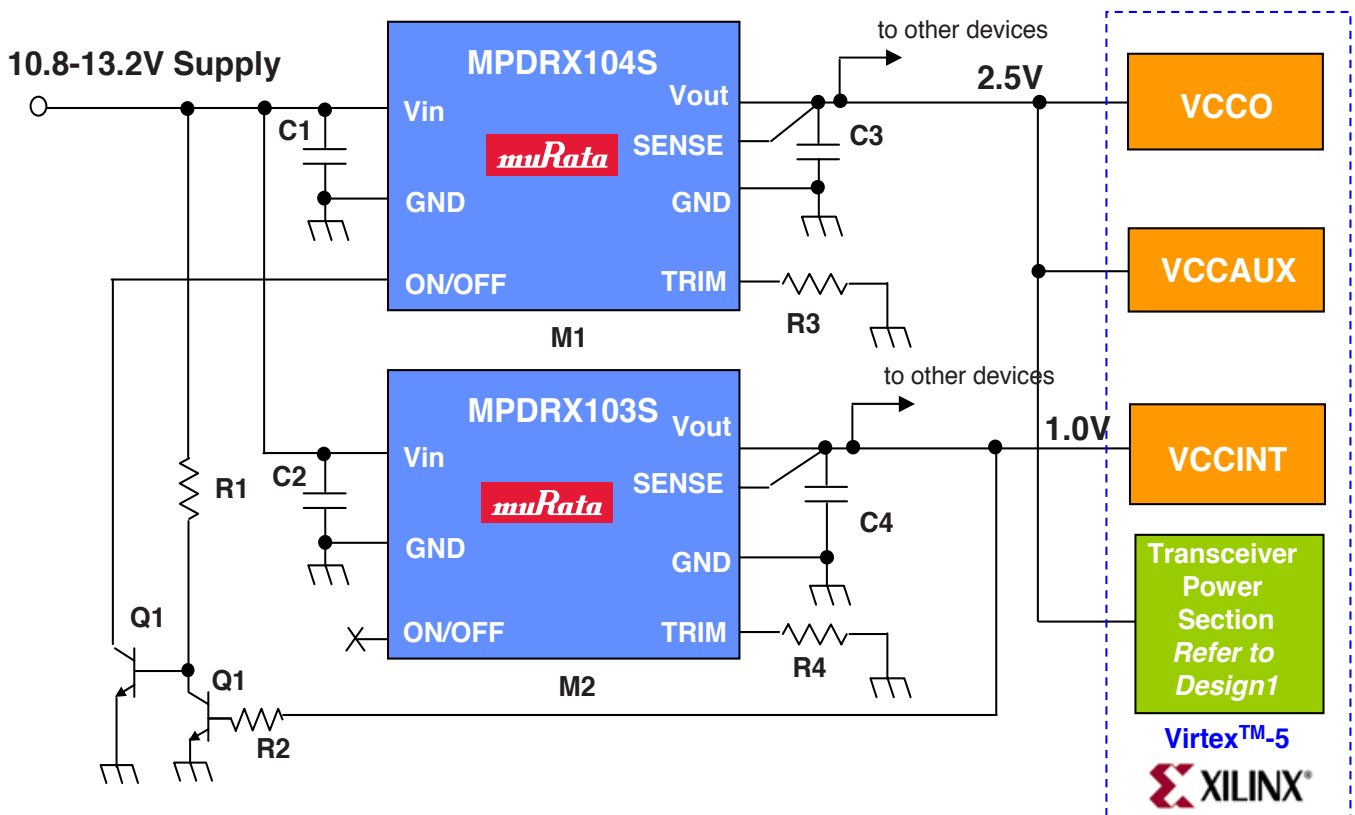 10.8-13.2V Supply
MPDRX104S
muRata
Vin
GND
ON/OFF
Vout
SENSE
GND
TRIM
M1
C1
C3
R3
to other devices
2.5V
MPDRX103S
muRata
Vin
GND
ON/OFF
Vout
SENSE
GND
TRIM
M2
C2
C4
R4
to other devices
1.0V
R1
Q1
Q1
R2
VCCO
VCCAUX
VCCINT
Transceiver
Power
Section
Refer to
Design1
Virtex™-5
XILINX®